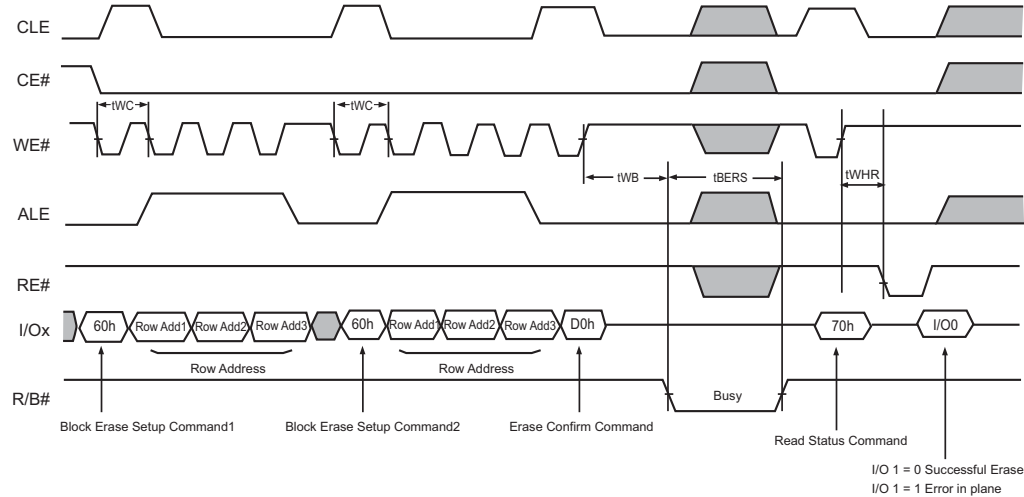 CLE
CE#
tWC
tWC
WE#
tWB
tBERS
tWHR
ALE
RE#
I/Ox
60h
Row Add1
Row Add2
Row Add3
60h
Row Add1
Row Add2
Row Add3
D0h
70h
I/O0
Row Address
Row Address
R/B#
Busy
Block Erase Setup Command1
Block Erase Setup Command2
Erase Confirm Command
Read Status Command
I/O 1 = 0 Successful Erase
I/O 1 = 1 Error in plane